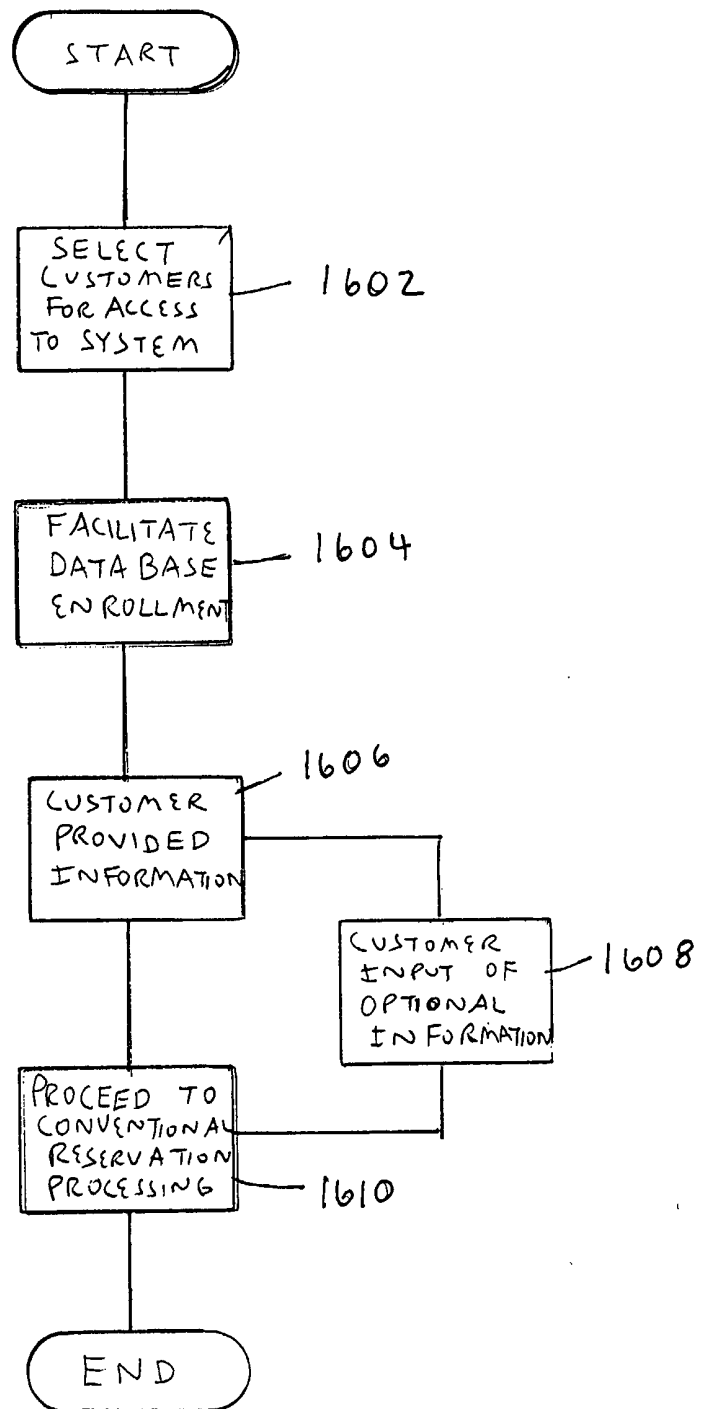 START
SELECT
CUSTOMERS
FOR ACCESS
TO SYSTEM
1602
FACILITATE
DATA BASE
ENROLLMENT
1604
1606
CUSTOMER
PROVIDED
INFORMATION
CUSTOMER
INPUT OF
OPTIONAL
INFORMATION
1608
PROCEED TO
CONVENTIONAL
RESERVATION
PROCESSING
1610
END